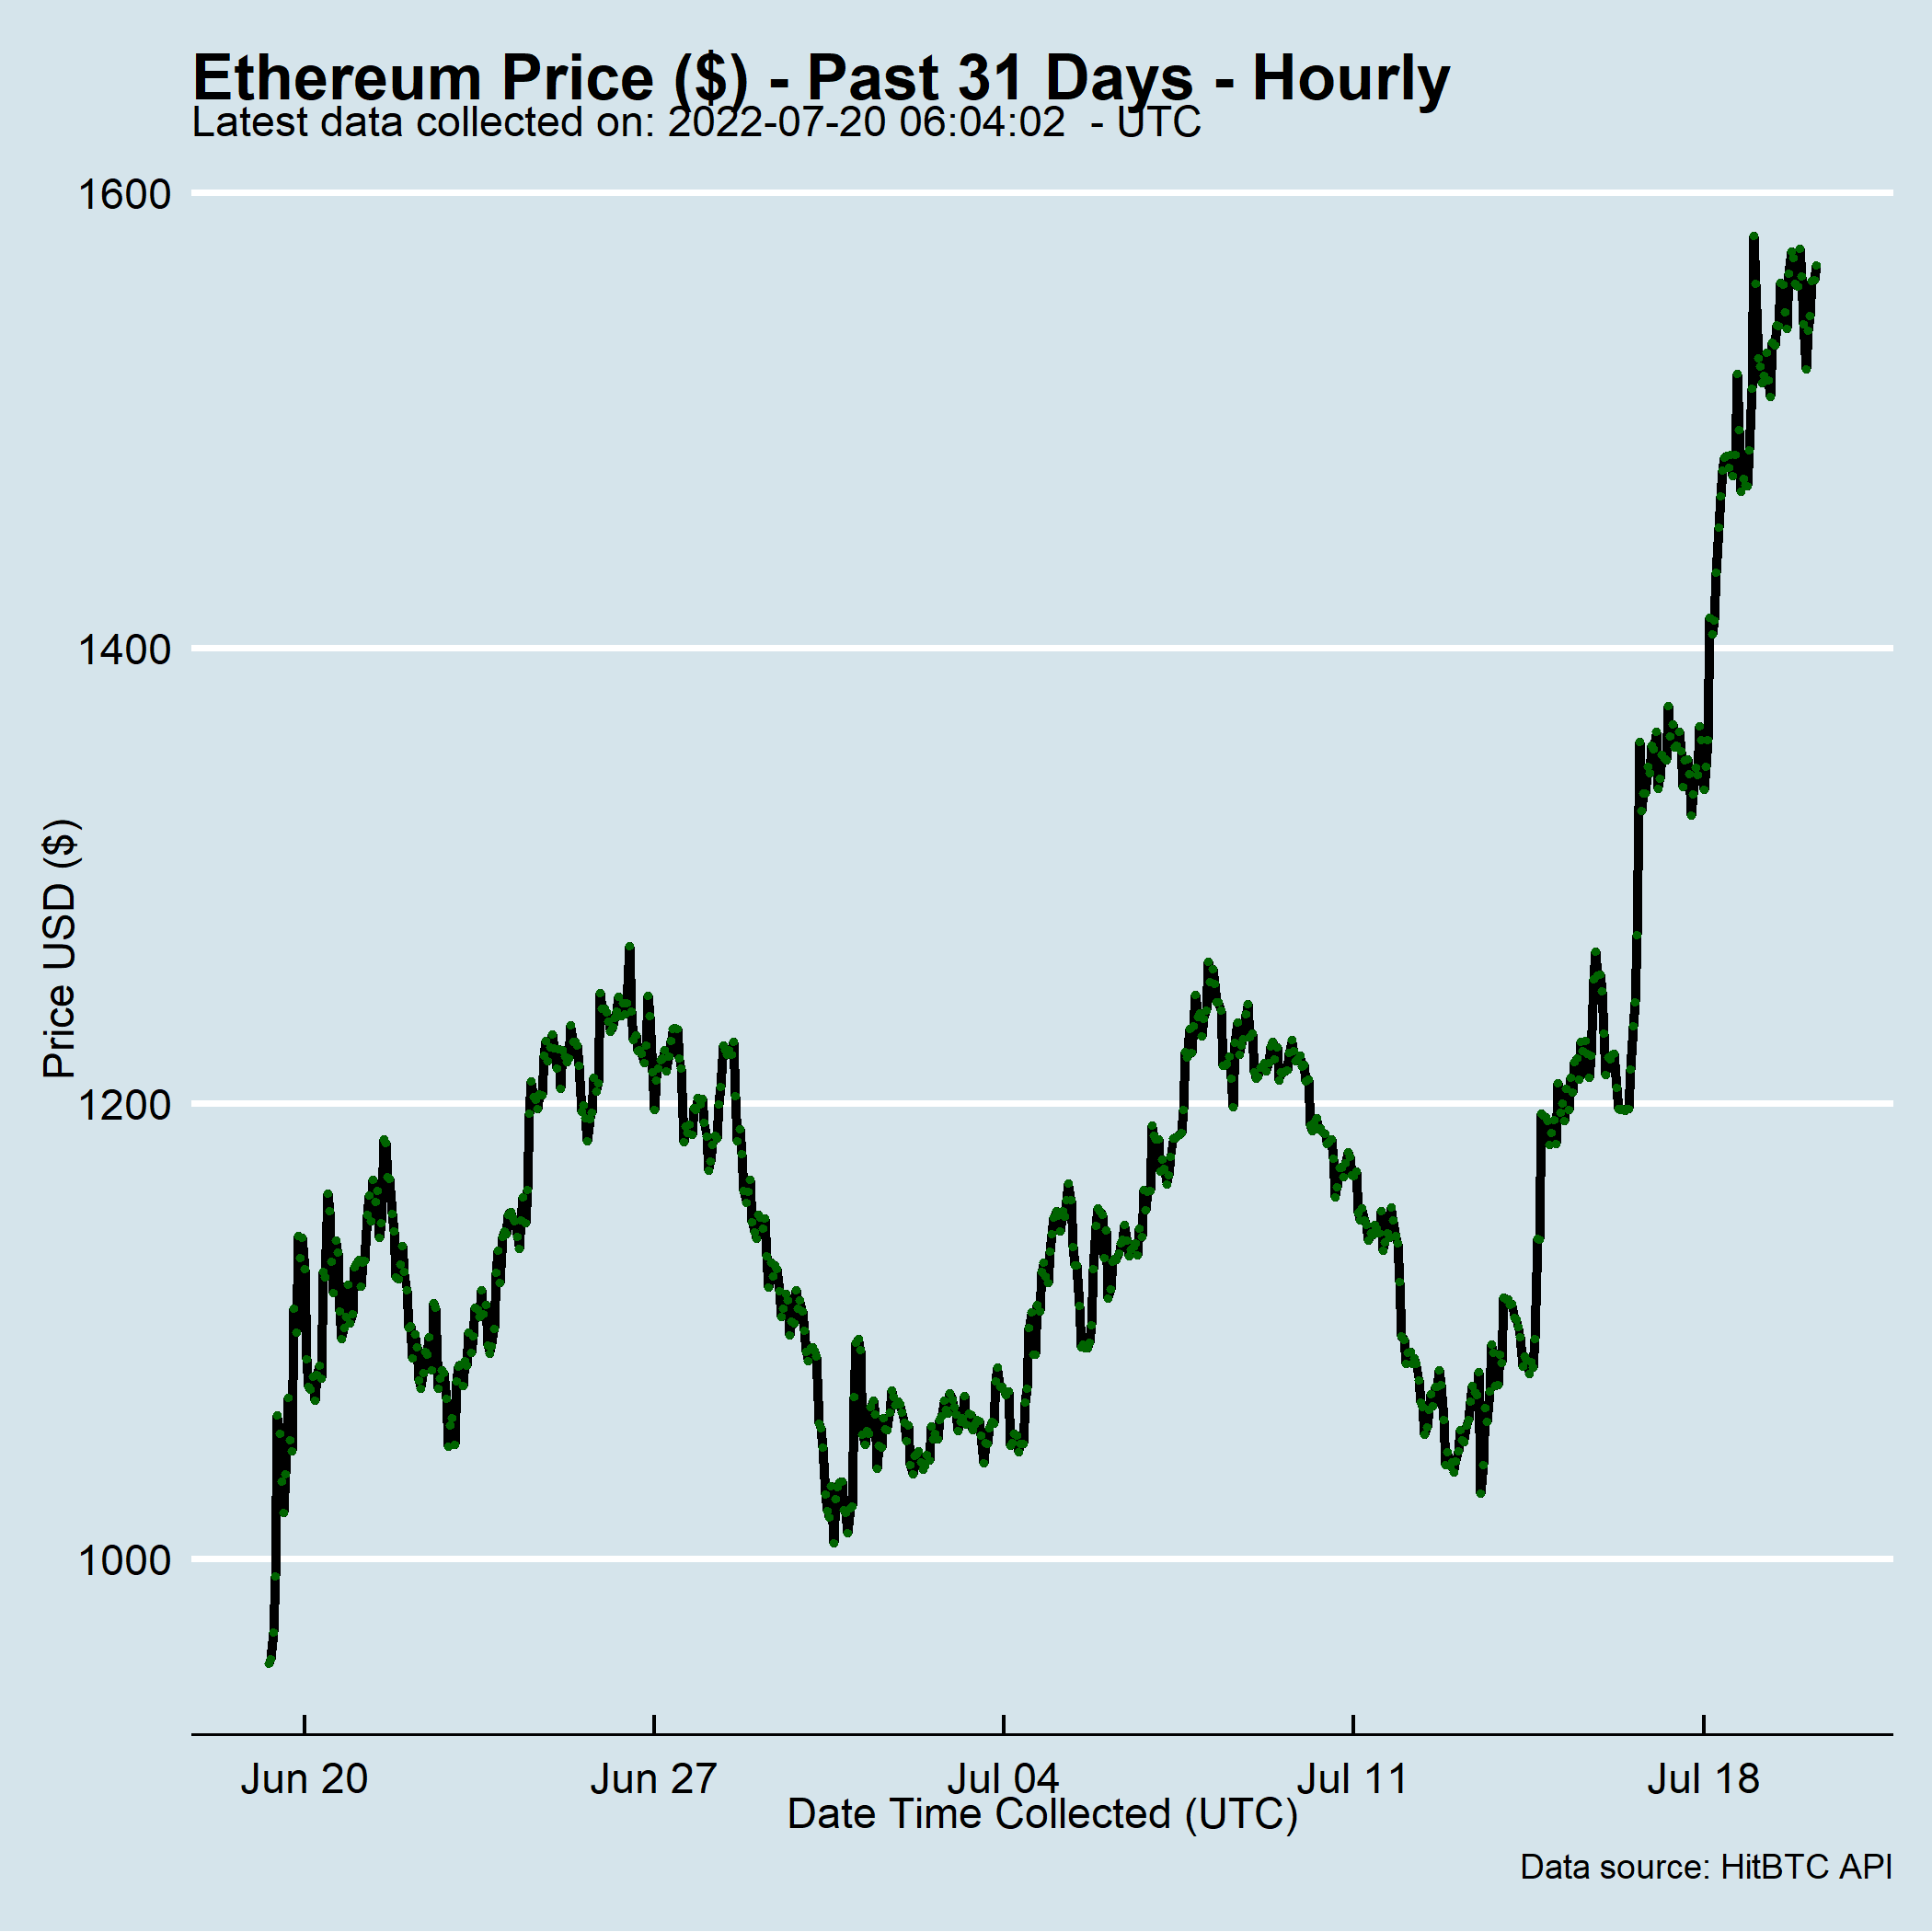 Ethereum Price ($) - Past 31 Days - Hourly
Latest data collected on: 2022-07-20 06:04:02  - UTC
1600
1400
1200
1000
Price USD ($)
Jun 20 Jun 27 Jul 04 Jul 11 Jul 18
Date Time Collected (UTC)
Data source: HitBTC API